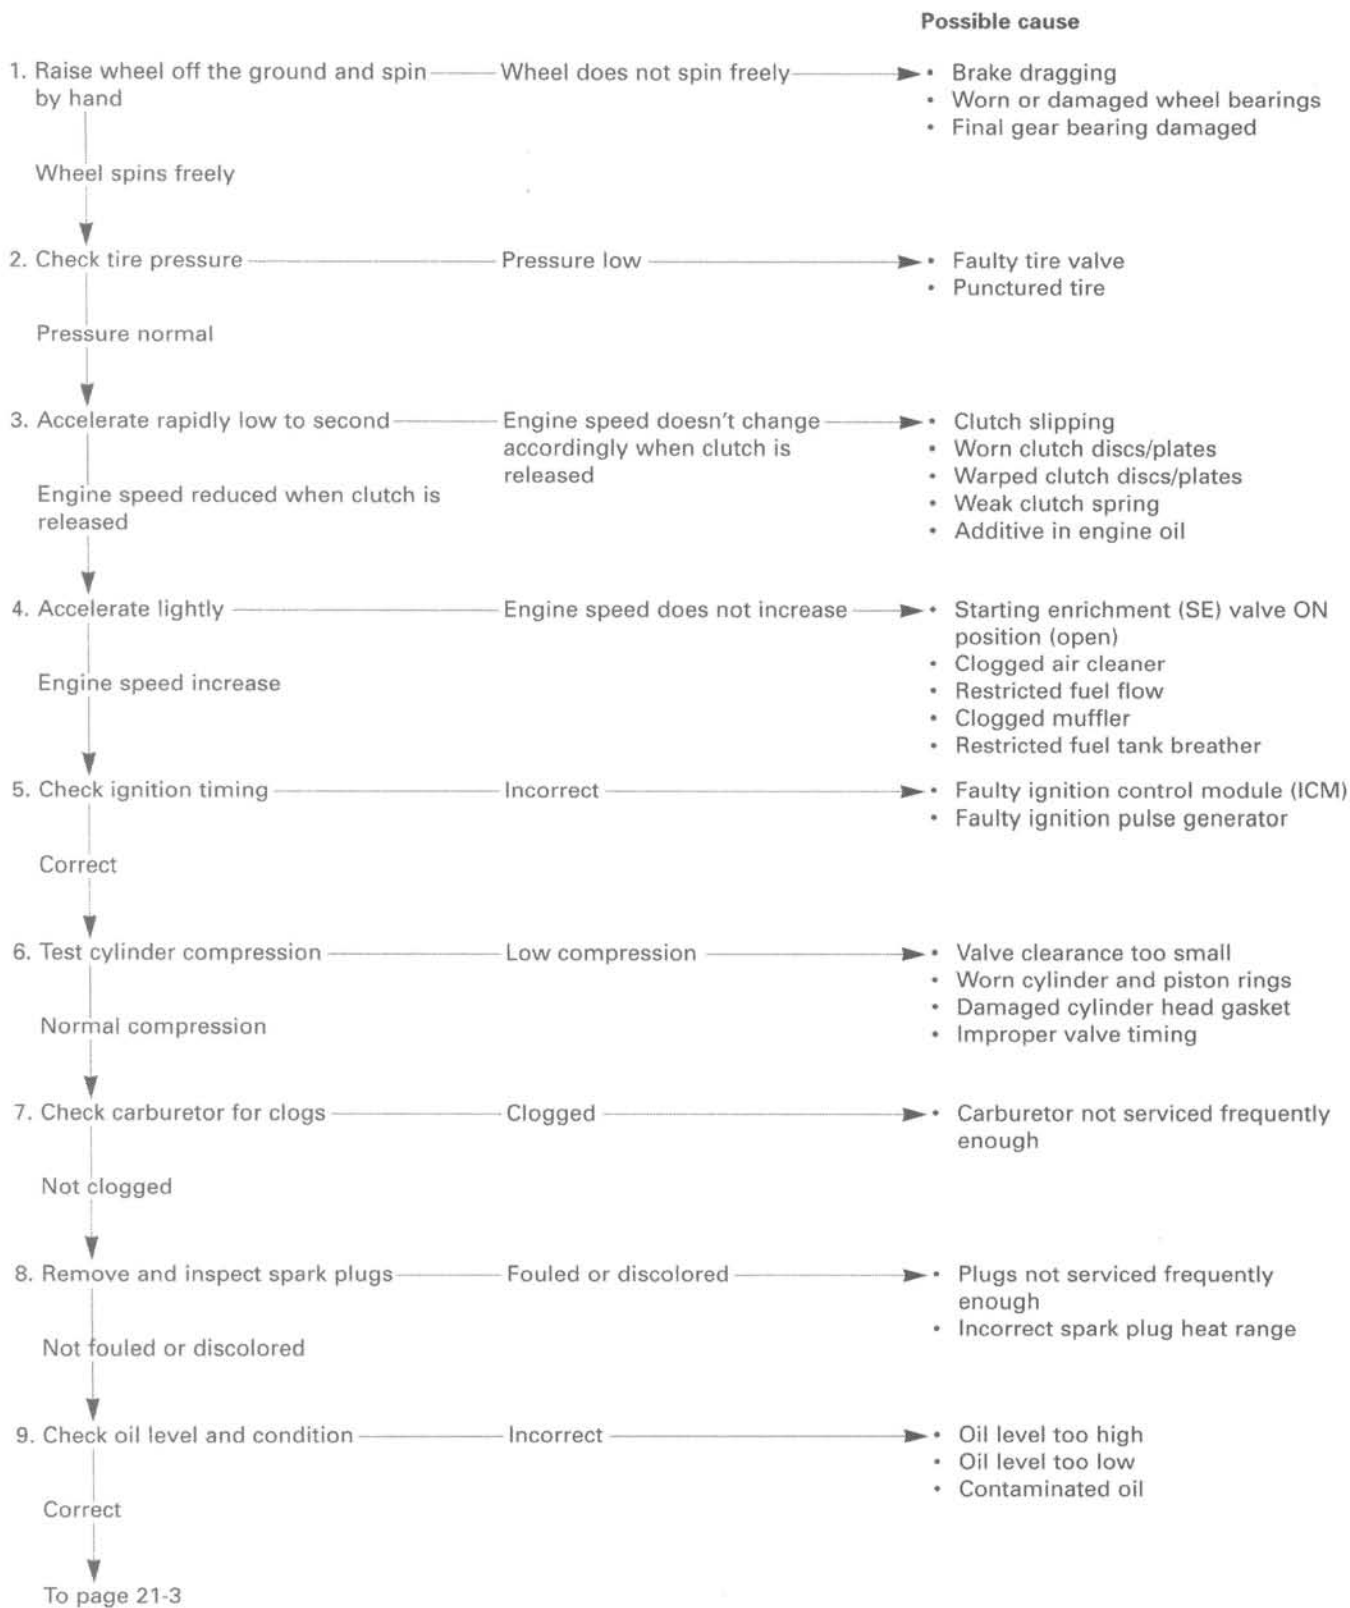 Possible cause
1. Raise wheel off the ground and spin by hand
Wheel does not spin freely
• Brake dragging
• Worn or damaged wheel bearings
• Final gear bearing damaged
Wheel spins freely
2. Check tire pressure
Pressure low
• Faulty tire valve
• Punctured tire
Pressure normal
3. Accelerate rapidly low to second
Engine speed doesn't change
accordingly when clutch is
released
• Clutch slipping
• Worn clutch discs/plates
• Warped clutch discs/plates
• Weak clutch spring
• Additive in engine oil
Engine speed reduced when clutch is
released
4. Accelerate lightly
Engine speed does not increase
• Starting enrichment (SE) valve ON
position (open)
• Clogged air cleaner
• Restricted fuel flow
• Clogged muffler
• Restricted fuel tank breather
Engine speed increase
5. Check ignition timing
Incorrect
• Faulty ignition control module (ICM)
• Faulty ignition pulse generator
Correct
6. Test cylinder compression
Low compression
• Valve clearance too small
• Worn cylinder and piston rings
• Damaged cylinder head gasket
• Improper valve timing
Normal compression
7. Check carburetor for clogs
Clogged
• Carburetor not serviced frequently
enough
Not clogged
8. Remove and inspect spark plugs
Fouled or discolored
• Plugs not serviced frequently
enough
• Incorrect spark plug heat range
Not fouled or discolored
9. Check oil level and condition
Incorrect
• Oil level too high
• Oil level too low
• Contaminated oil
Correct
To page 21-3